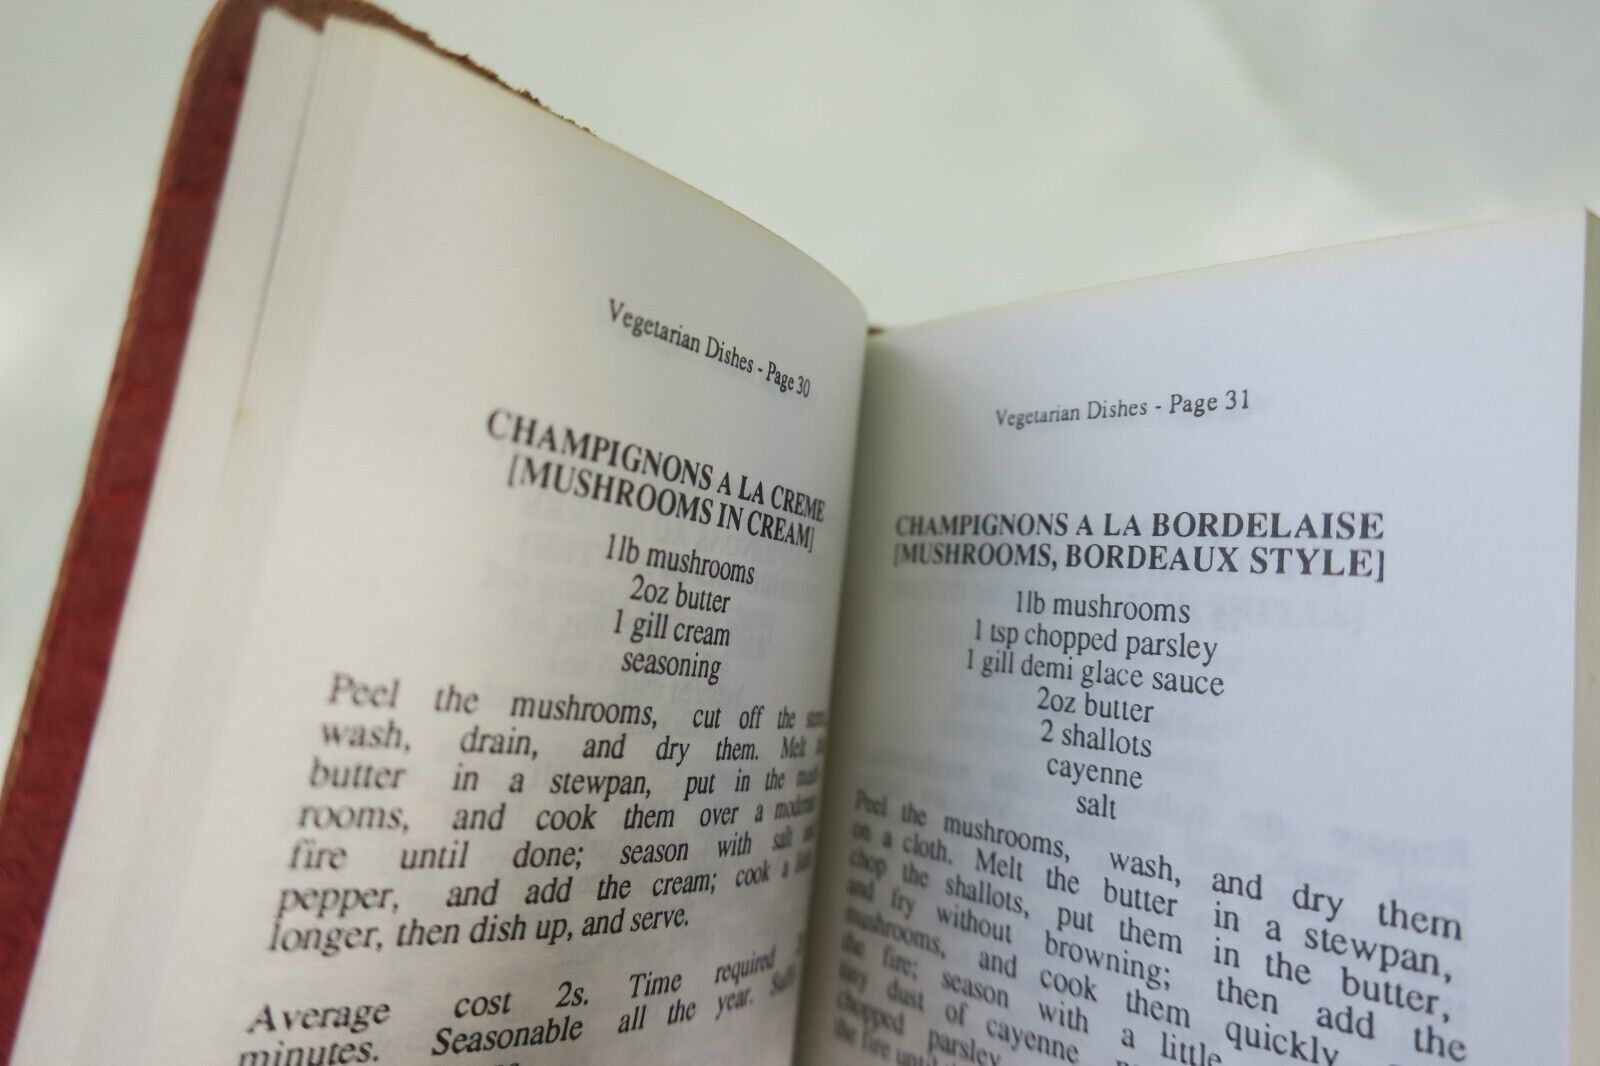 Vegetarian Dishes - Page 30
CHAMPIGNONS A LA CREME
[MUSHROOMS IN CREAM]
1lb mushrooms
2oz butter
1 gill cream
seasoning
Peel the mushrooms, cut off the
wash, drain, and dry them. Melt
butter in a stewpan, put in the
rooms, and cook them over a moderate
fire until done; season with salt
pepper, and add the cream; cook a
longer, then dish up, and serve.
Average cost 2s. Time required
minutes. Seasonable all the year.
Vegetarian Dishes - Page 31
CHAMPIGNONS A LA BORDELAISE
[MUSHROOMS, BORDEAUX STYLE]
1lb mushrooms
1 tsp chopped parsley
1 gill demi glace sauce
2oz butter
2 shallots
cayenne
salt
Peel the mushrooms, wash, and dry them
on a cloth. Melt the butter in a stewpan,
chop the shallots, put them in the butter,
and fry without browning; then add the
mushrooms, and cook them quickly
the fire; season with a little
tiny dust of cayenne
chopped parsley
the fire until